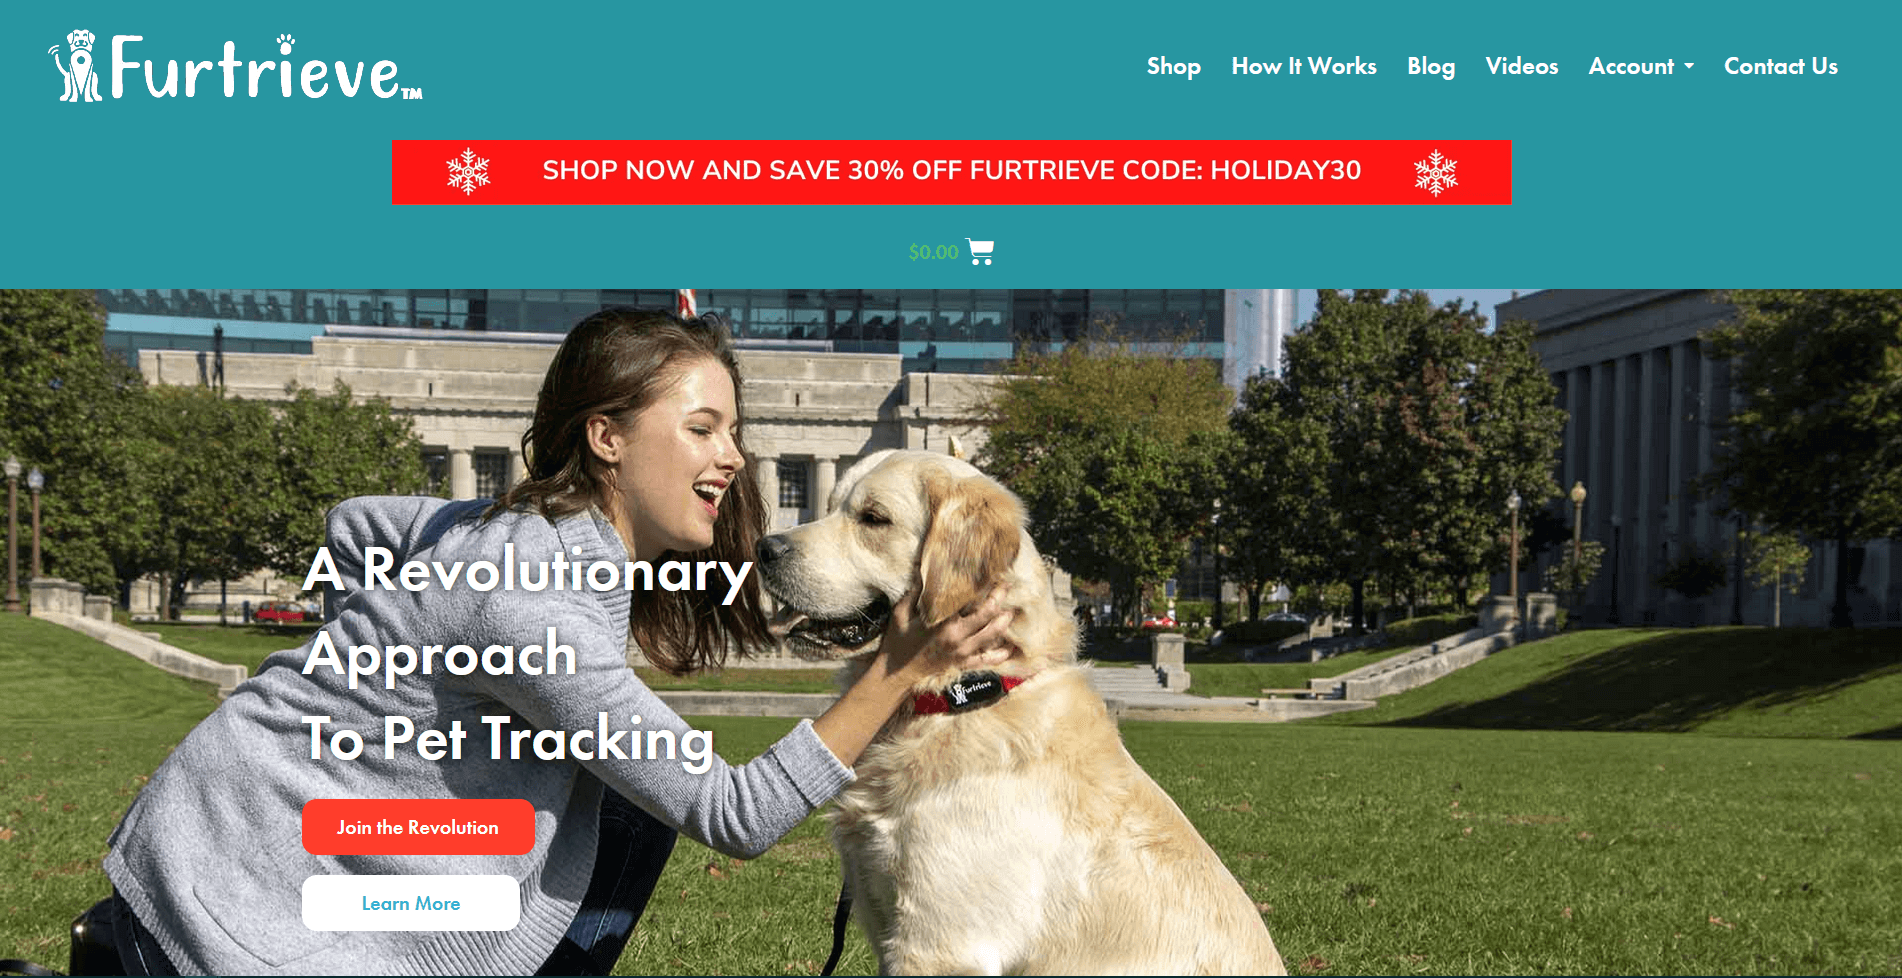 Furtrieve™
Shop How It Works Blog Videos Account Contact Us
SHOP NOW AND SAVE 30% OFF FURTRIEVE CODE: HOLIDAY30
$0.00
A Revolutionary
Approach
To Pet Tracking
Furtrieve
Join the Revolution
Learn More